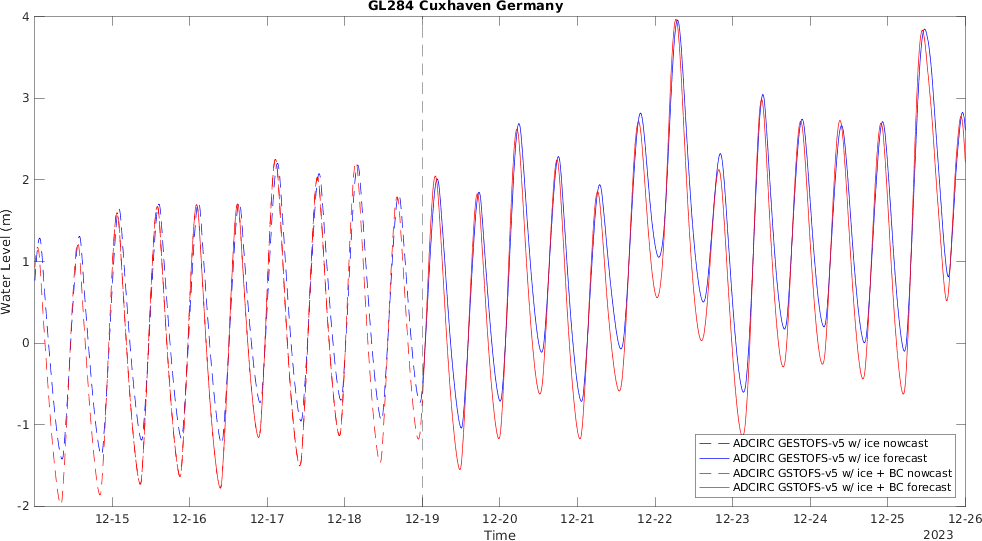 GL284 Cuxhaven Germany
Water Level (m)
4
3
2
1
0
-1
-2
12-15 12-16 12-17 12-18 12-19 12-20 12-21 12-22 12-23 12-24 12-25 12-26
Time
2023
ADCIRC GESTOFS-v5 w/ ice nowcast
ADCIRC GESTOFS-v5 w/ ice forecast
ADCIRC GSTOFS-v5 w/ ice + BC nowcast
ADCIRC GSTOFS-v5 w/ ice + BC forecast